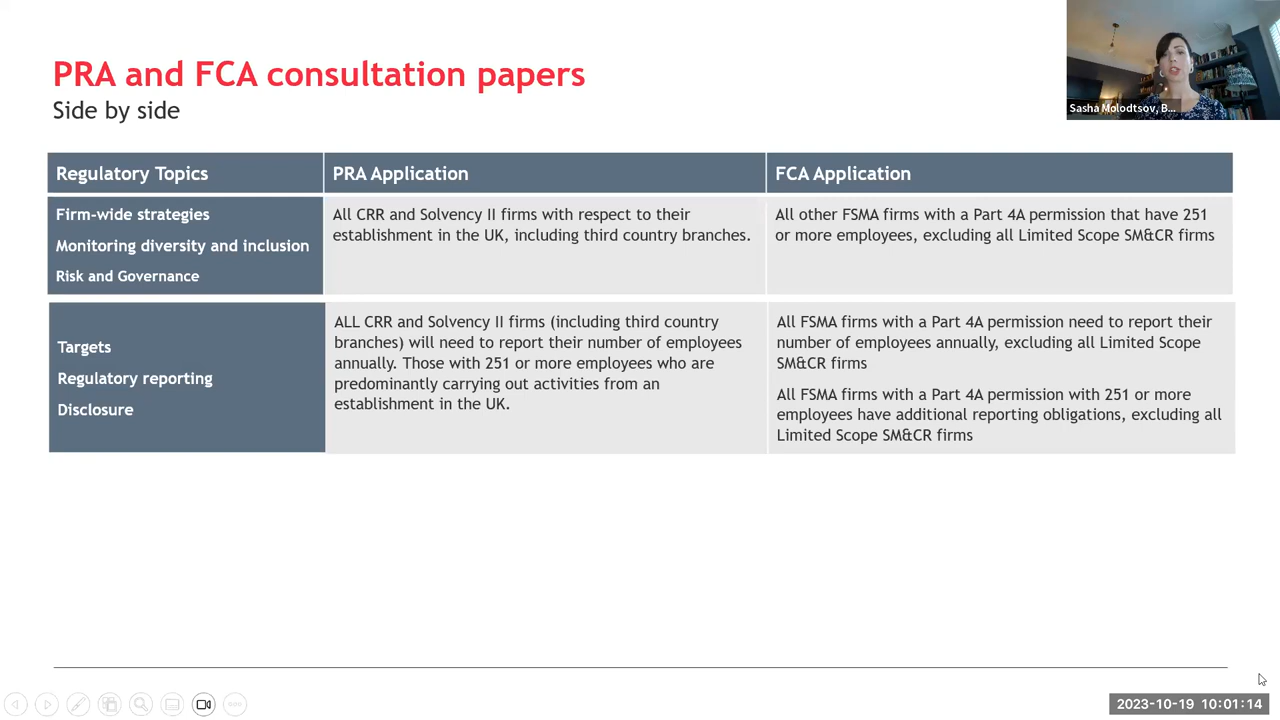 PRA and FCA consultation papers
Side by side
Sasha Molodtsov, B...
Regulatory Topics
PRA Application
FCA Application
Firm-wide strategies
Monitoring diversity and inclusion
Risk and Governance
All CRR and Solvency II firms with respect to their
establishment in the UK, including third country branches.
All other FSMA firms with a Part 4A permission that have 251
or more employees, excluding all Limited Scope SM&CR firms
Targets
Regulatory reporting
Disclosure
ALL CRR and Solvency II firms (including third country
branches) will need to report their number of employees
annually. Those with 251 or more employees who are
predominantly carrying out activities from an
establishment in the UK.
All FSMA firms with a Part 4A permission need to report their
number of employees annually, excluding all Limited Scope
SM&CR firms
All FSMA firms with a Part 4A permission with 251 or more
employees have additional reporting obligations, excluding all
Limited Scope SM&CR firms
2023-10-19 10:01:14